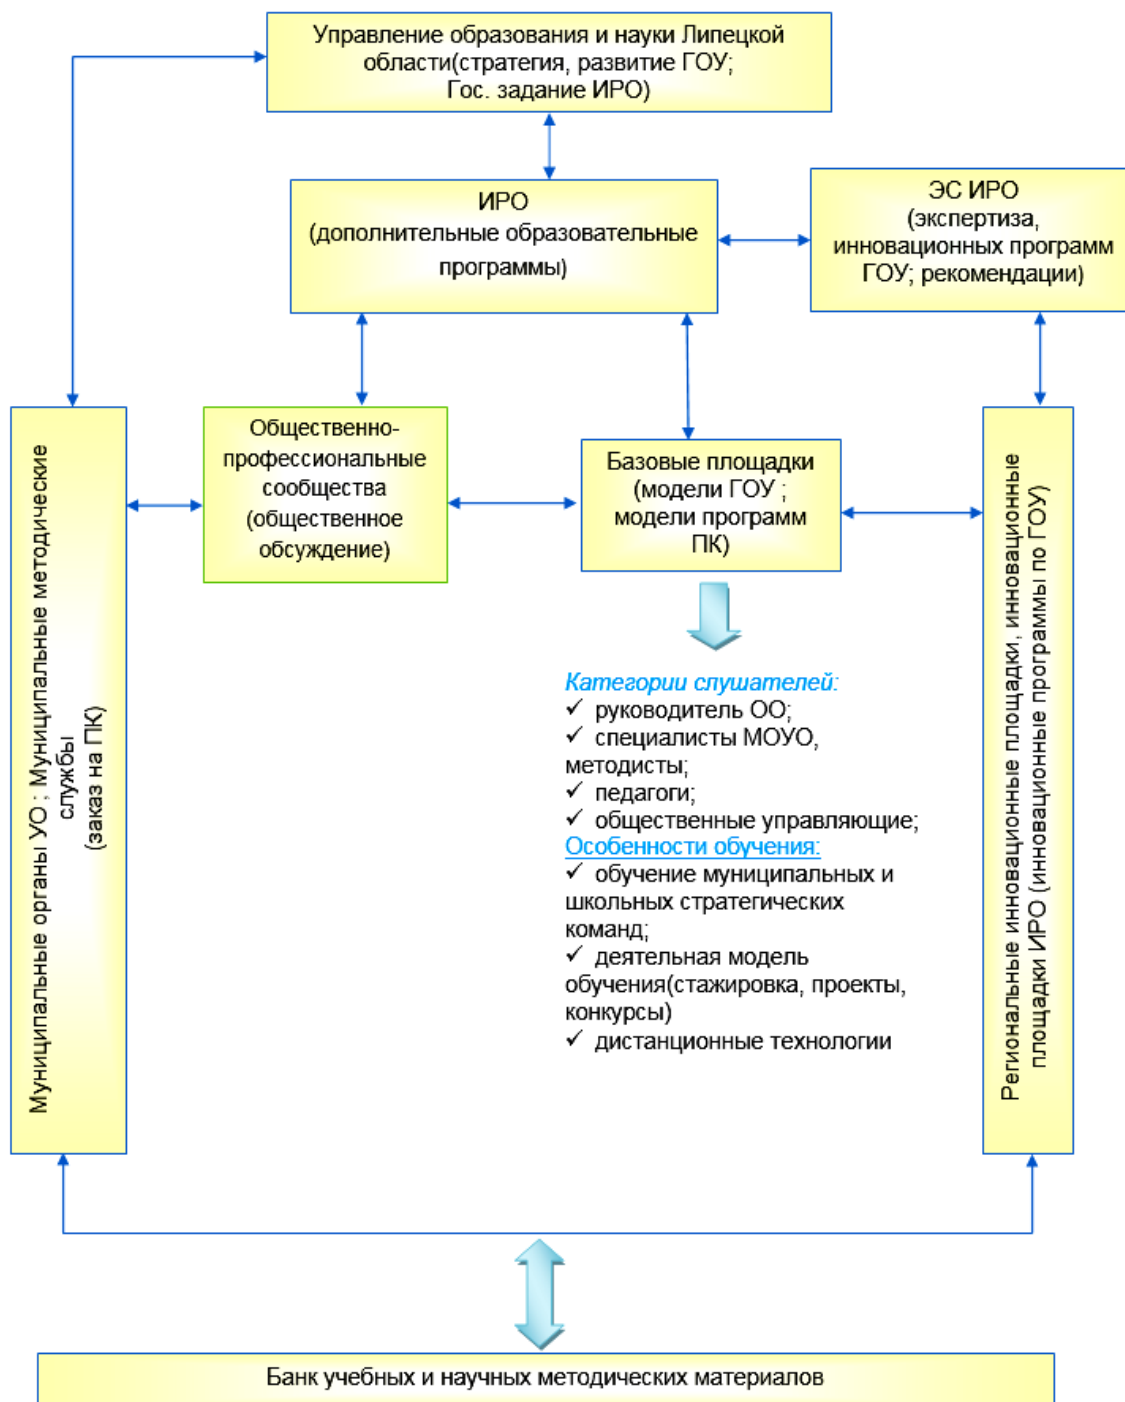 Управление образования и науки Липецкой
области(стратегия, развитие ГОУ;
Гос. задание ИРО)
ИРО
(дополнительные образовательные
программы)
ЭС ИРО
(экспертиза,
инновационных программ
ГОУ; рекомендации)
Муниципальные органы УО ; Муниципальные методические
службы
(заказ на ПК)
Общественно-
профессиональные
сообщества
(общественное
обсуждение)
Базовые площадки
(модели ГОУ ;
модели программ
ПК)
Региональные инновационные площадки, инновационные
площадки ИРО (инновационные программы по ГОУ)
Категории слушателей:
✓ руководитель ОО;
✓ специалисты МОУО,
методисты;
✓ педагоги;
✓ общественные управляющие;
Особенности обучения:
✓ обучение муниципальных и
школьных стратегических
команд;
✓ деятельная модель
обучения(стажировка, проекты,
конкурсы)
✓ дистанционные технологии
Банк учебных и научных методических материалов